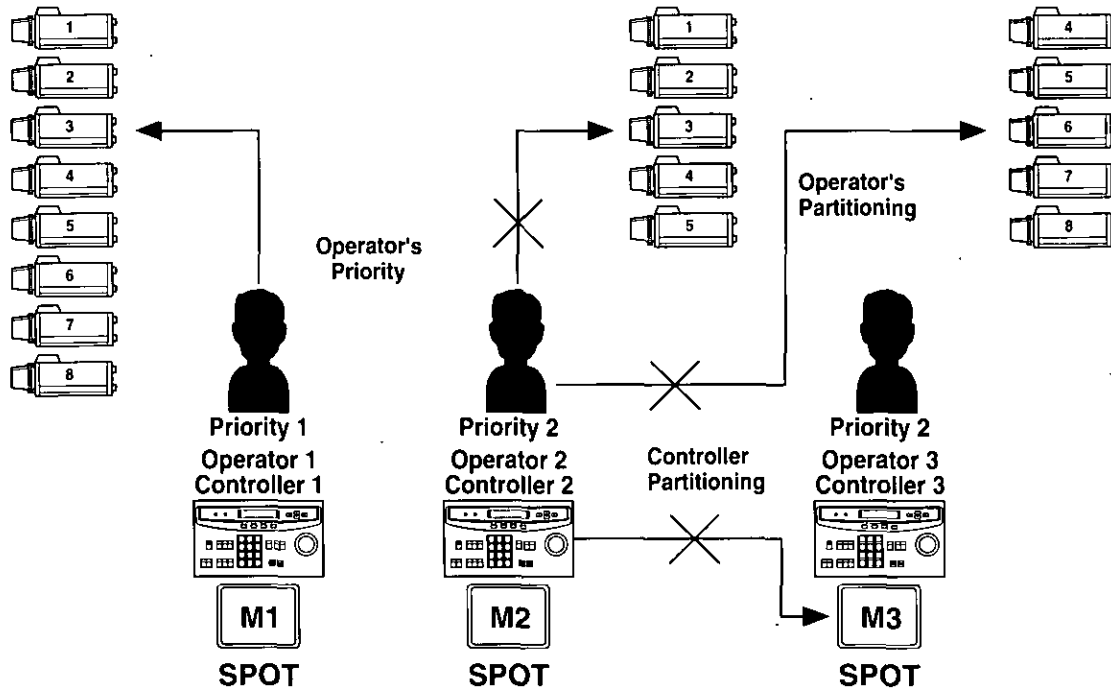 1
2
3
4
5
6
7
8
1
2
3
4
5
4
5
6
7
8
Operator's
Priority
Operator's
Partitioning
Priority 1
Operator 1
Controller 1
Priority 2
Operator 2
Controller 2
Controller
Partitioning
Priority 2
Operator 3
Controller 3
M1
SPOT
M2
SPOT
M3
SPOT